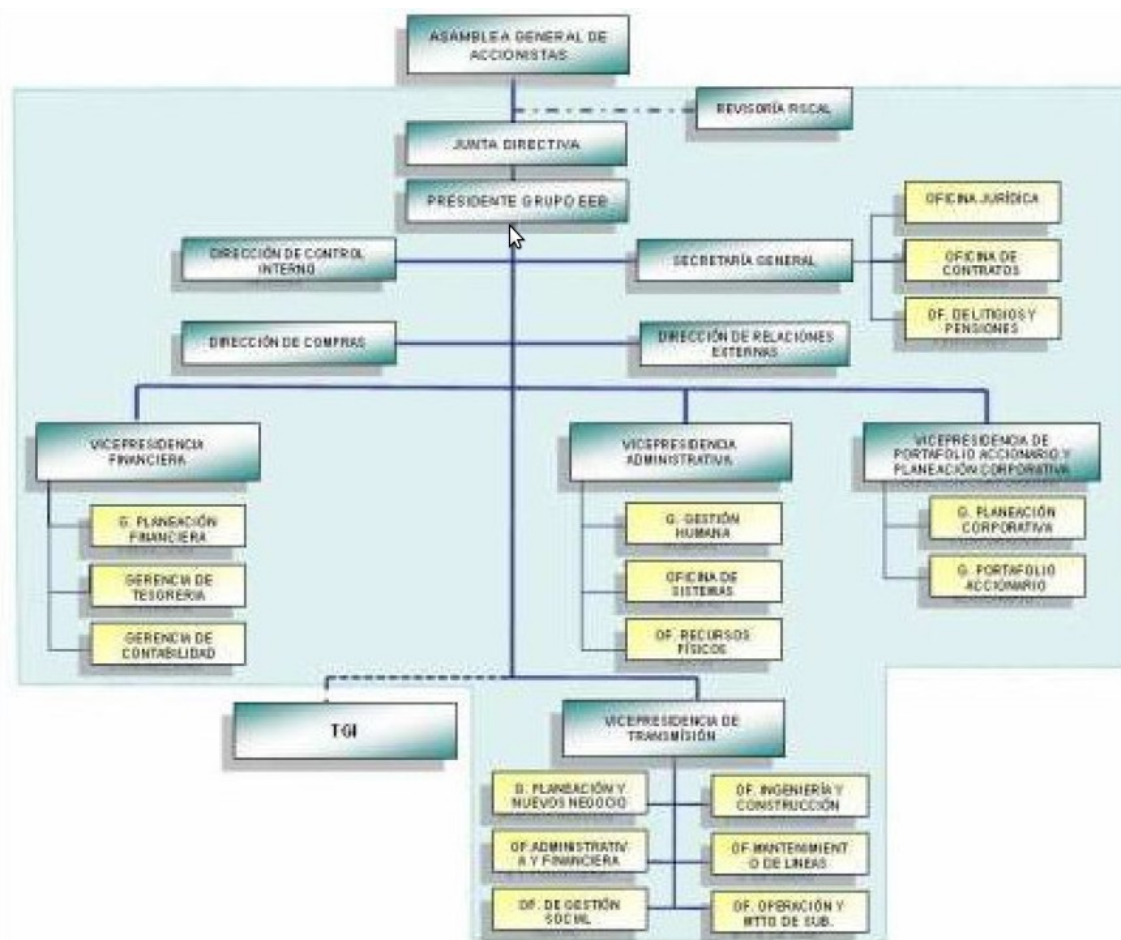 ASAMBLEA GENERAL DE
ACCIONISTAS
REVISORÍA FISCAL
JUNTA DIRECTIVA
PRESIDENTE GRUPO EEB
OFICINA JURÍDICA
DIRECCIÓN DE CONTROL
INTERNO
SECRETARÍA GENERAL
OFICINA DE
CONTRATOS
OF. DE LITIGIOS Y
PENSIONES
DIRECCIÓN DE COMPRAS
DIRECCIÓN DE RELACIONES
EXTERNAS
VICEPRESIDENCIA
FINANCIERA
VICEPRESIDENCIA
ADMINISTRATIVA
VICEPRESIDENCIA DE
PORTAFOLIO ACCIONARIO Y
PLANEACIÓN CORPORATIVA
G. PLANEACIÓN
FINANCIERA
GERENCIA DE
TESORERIA
GERENCIA DE
CONTABILIDAD
G. GESTIÓN
HUMANA
OFICINA DE
SISTEMAS
OF. RECURSOS
FÍSICOS
G. PLANEACIÓN
CORPORATIVA
G. PORTAFOLIO
ACCIONARIO
TGI
VICEPRESIDENCIA DE
TRANSMISIÓN
G. PLANEACIÓN Y
NUEVOS NEGOCIO
OF. INGENIERÍA Y
CONSTRUCCIÓN
OF.ADMINISTRATIV
A Y FINANCIERA
OF.MANTENIMIENT
O DE LINEAS
OF. DE GESTIÓN
SOCIAL
OF. OPERACIÓN Y
MTTO DE SUB.